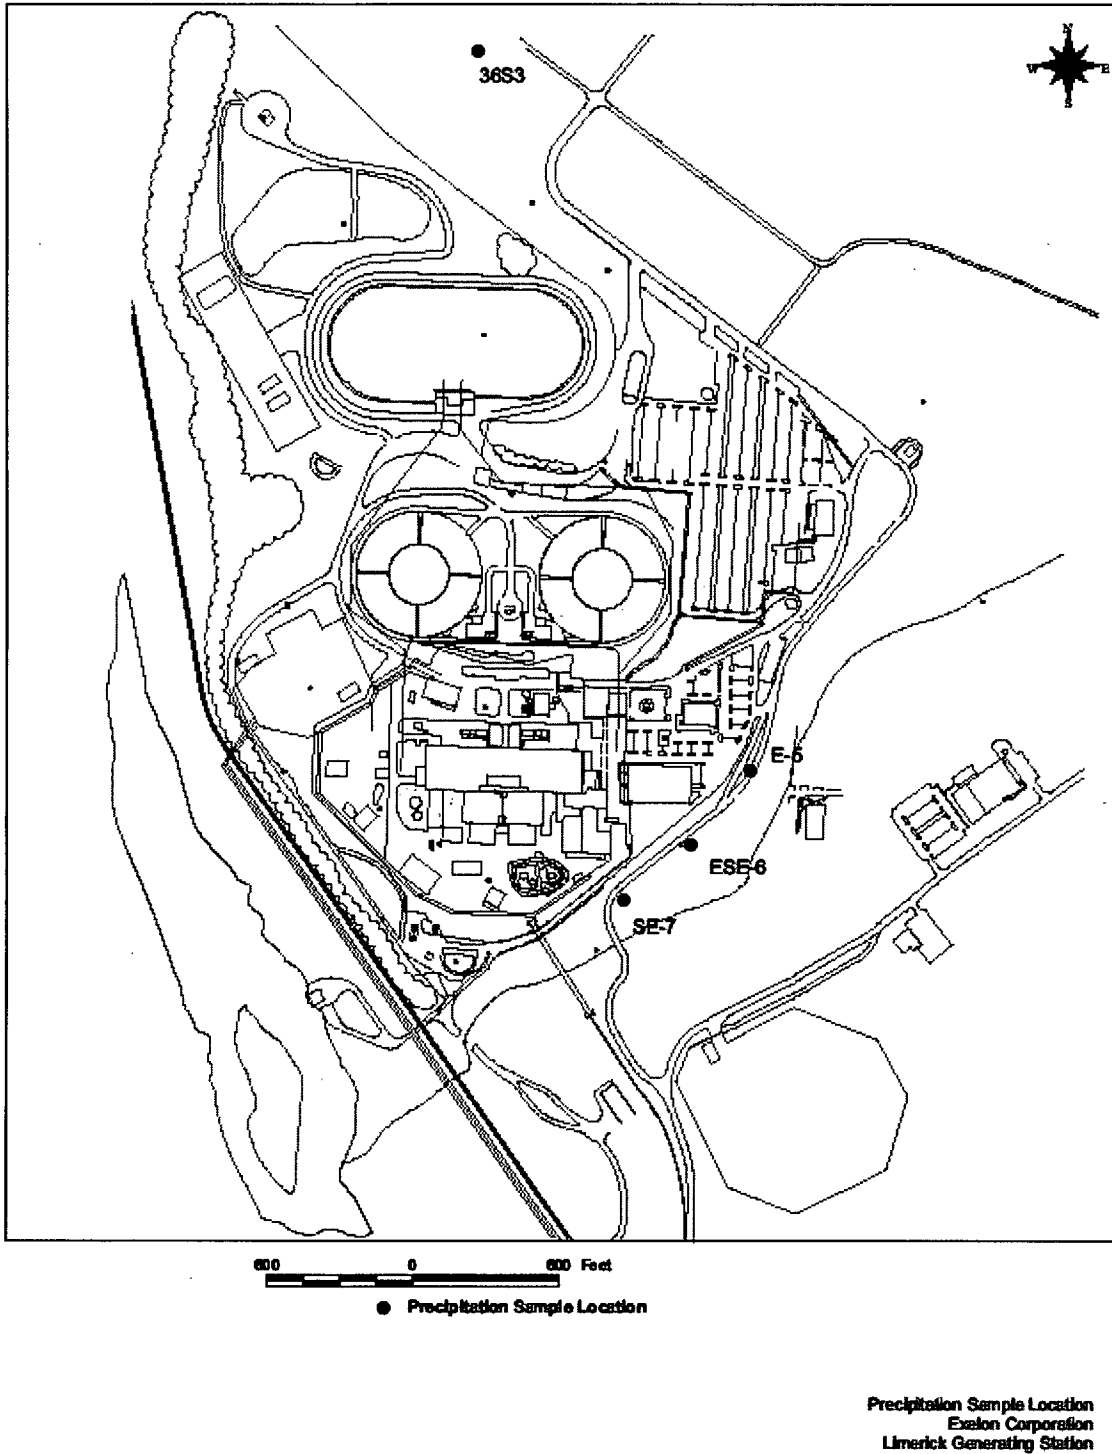 N
W E
S
36S3
E-5
ESE-6
SE-7
600 0 600 Feet
Precipitation Sample Location
Precipitation Sample Location
Exelon Corporation
Limerick Generating Station